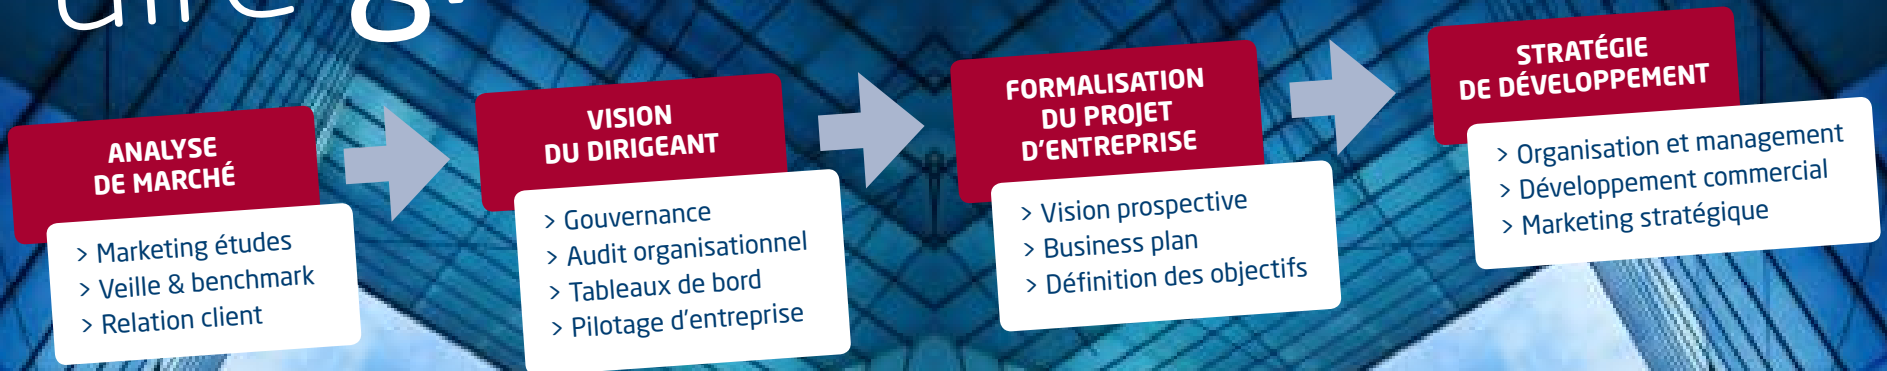 ANALYSE
DE MARCHÉ
> Marketing études
> Veille & benchmark
> Relation client
VISION
DU DIRIGEANT
> Gouvernance
> Audit organisationnel
> Tableaux de bord
> Pilotage d'entreprise
FORMALISATION
DU PROJET
D'ENTREPRISE
> Vision prospective
> Business plan
> Définition des objectifs
STRATÉGIE
DE DÉVELOPPEMENT
> Organisation et management
> Développement commercial
> Marketing stratégique